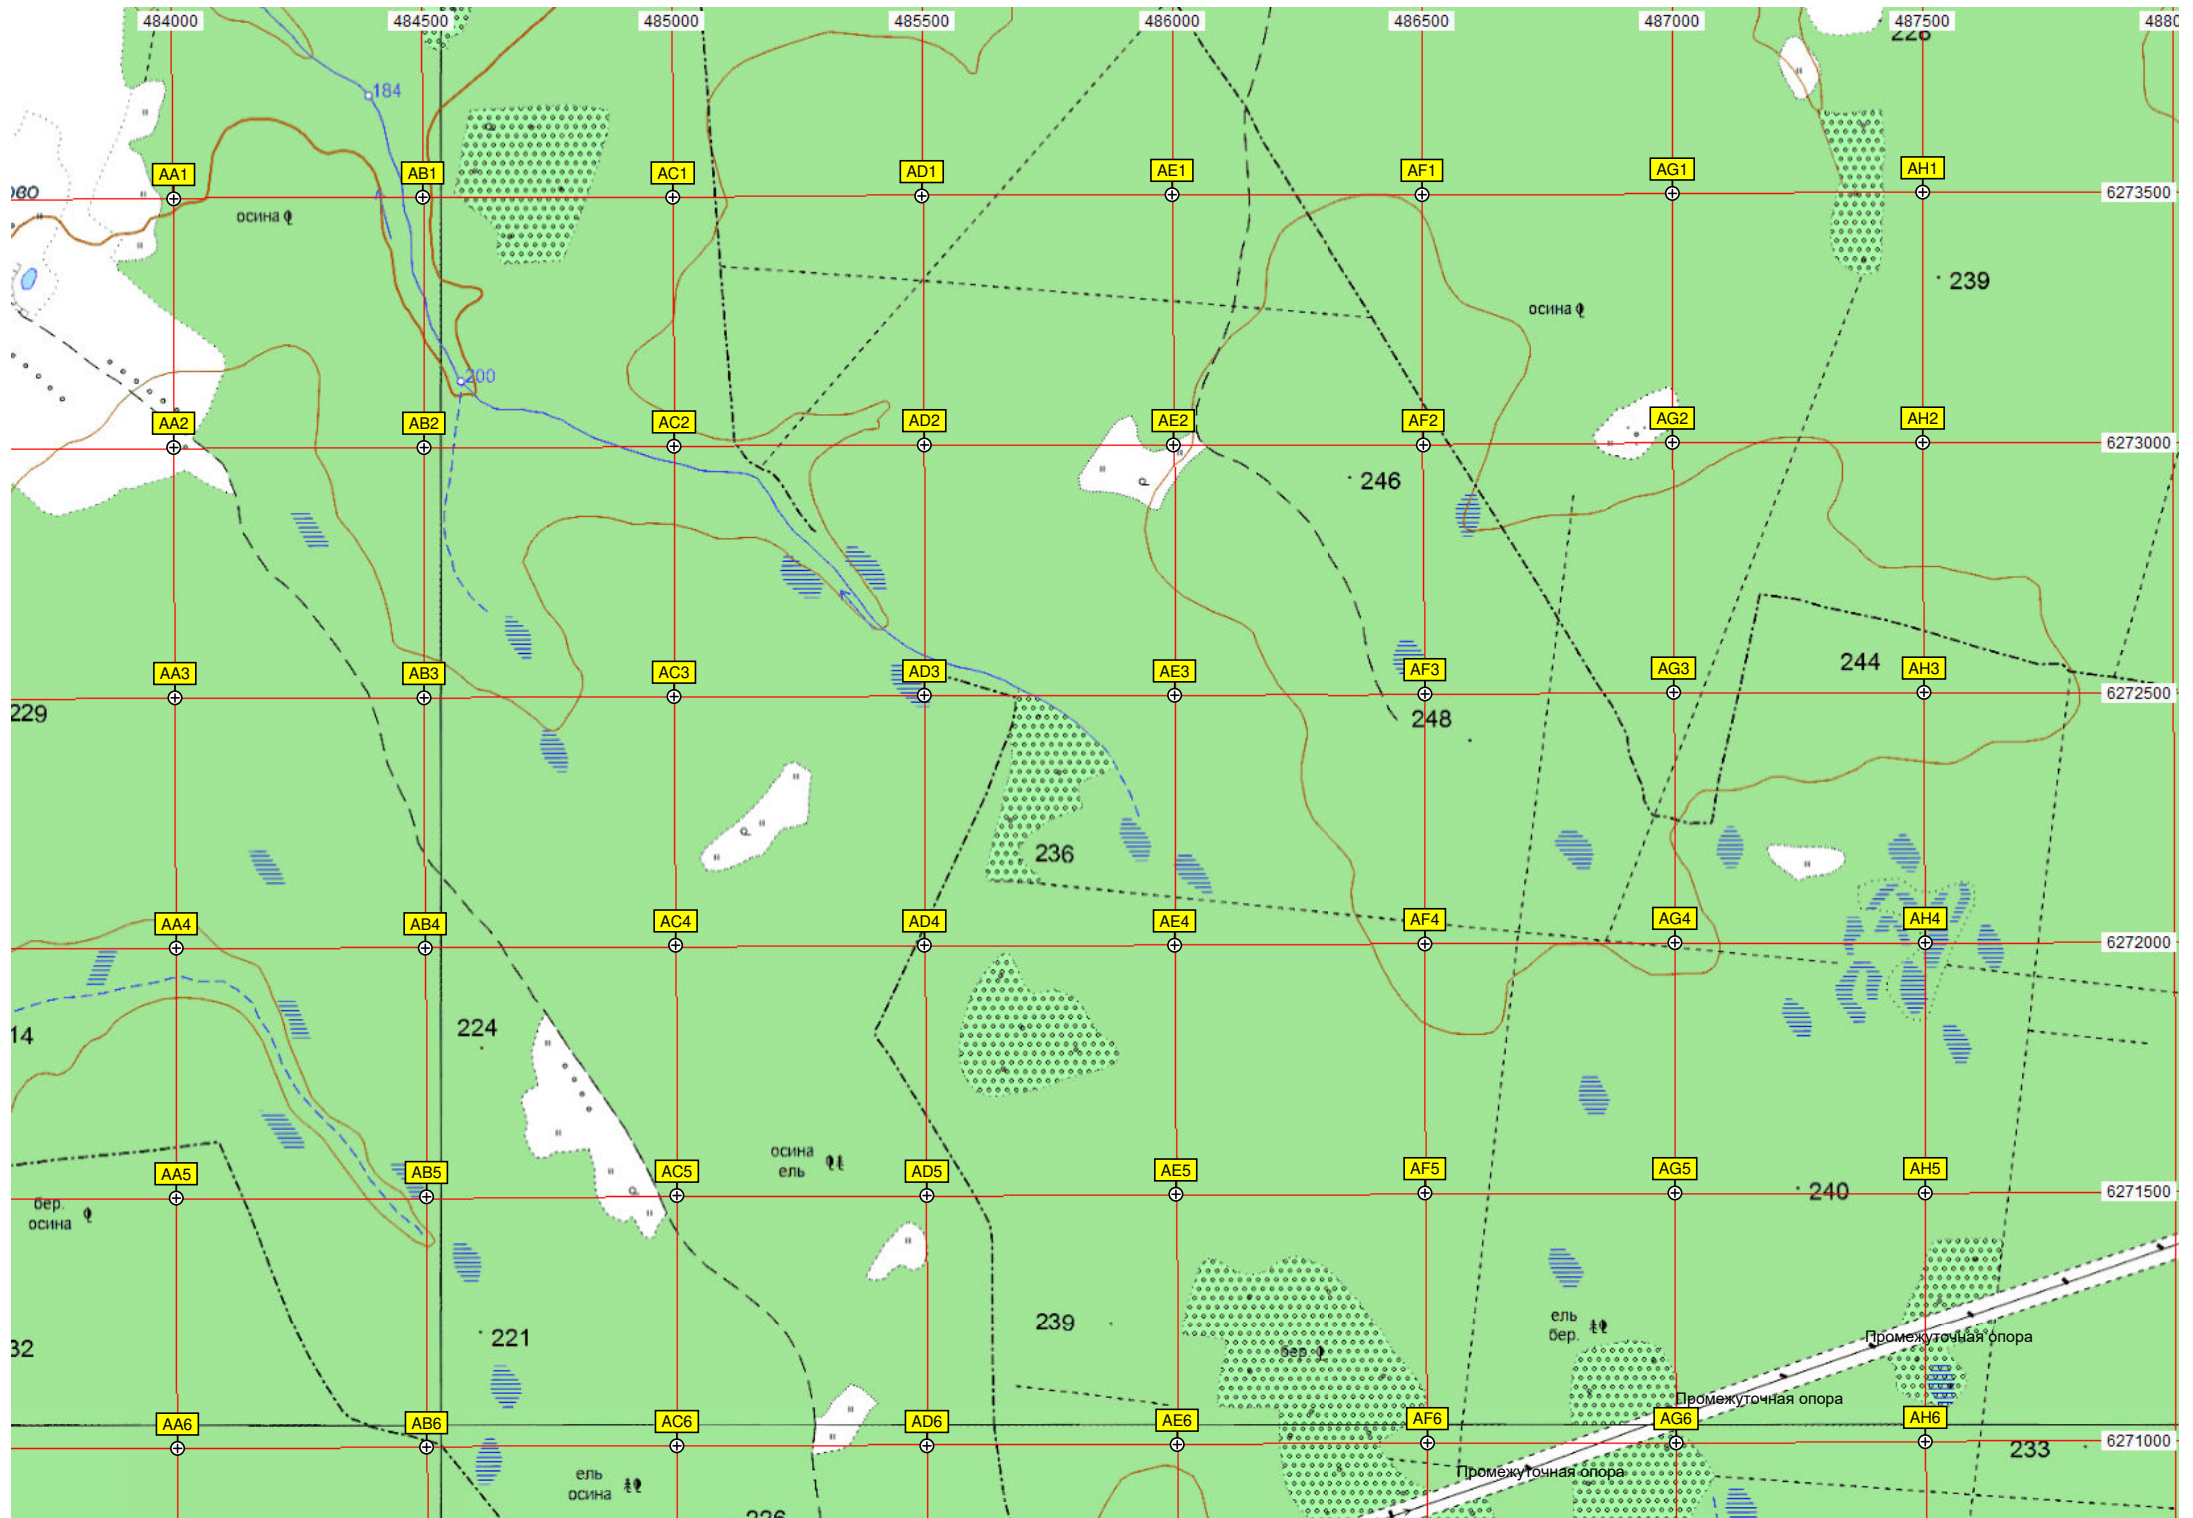 484000 484500 485000 485500 486000 486500 487000 487500
184
AA1 AB1 AC1 AD1 AE1 AF1 AG1 AH1
6273500
осина
239
осина
200
AA2 AB2 AC2 AD2 AE2 AF2 AG2 AH2
6273000
246
AA3 AB3 AC3 AD3 AE3 AF3 AG3 AH3
244
6272500
229
248
236
AA4 AB4 AC4 AD4 AE4 AF4 AG4 AH4
6272000
224
14
осина
ель
AA5 AB5 AC5 AD5 AE5 AF5 AG5 AH5
6271500
240
бер.
осина
239
221
32
ель
бер.
бер.
Промежуточная опора
Промежуточная опора
AA6 AB6 AC6 AD6 AE6 AF6 AG6 AH6
6271000
233
Промежуточная опора
ель
осина